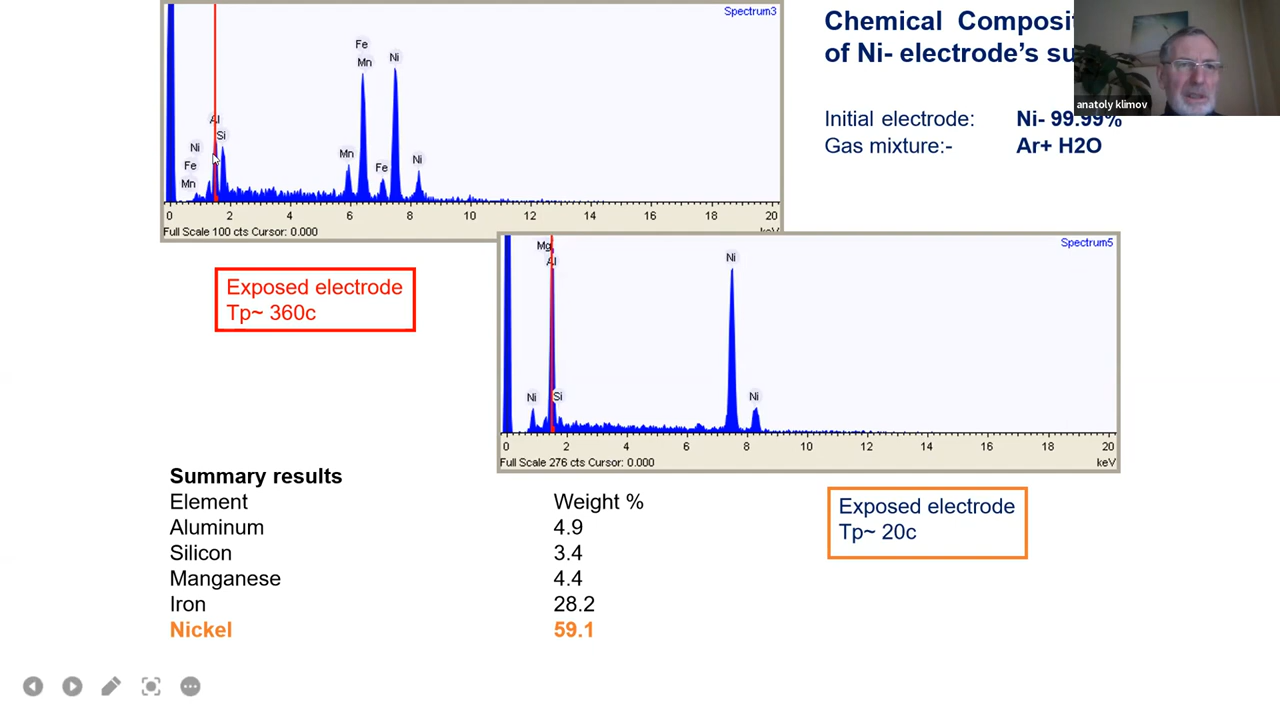 Spectrum3
Fe
Mn
Ni
Al
Si
Ni
Fe
Mn
Mn
Fe
Ni
0 2 4 6 8 10 12 14 16 18 20
Full Scale 100 cts Cursor: 0.000
Chemical
of Ni- electrode's
anatoly klimov
Initial electrode: Ni- 99.99%
Gas mixture:- Ar+ H2O
Spectrum5
Mg
Al
Ni
Ni
Si
Ni
0 2 4 6 8 10 12 14 16 18 20
Full Scale 276 cts Cursor: 0.000 keV
Exposed electrode
Tp~ 360c
Exposed electrode
Tp~ 20c
Summary results
Element Weight %
Aluminum 4.9
Silicon 3.4
Manganese 4.4
Iron 28.2
Nickel 59.1